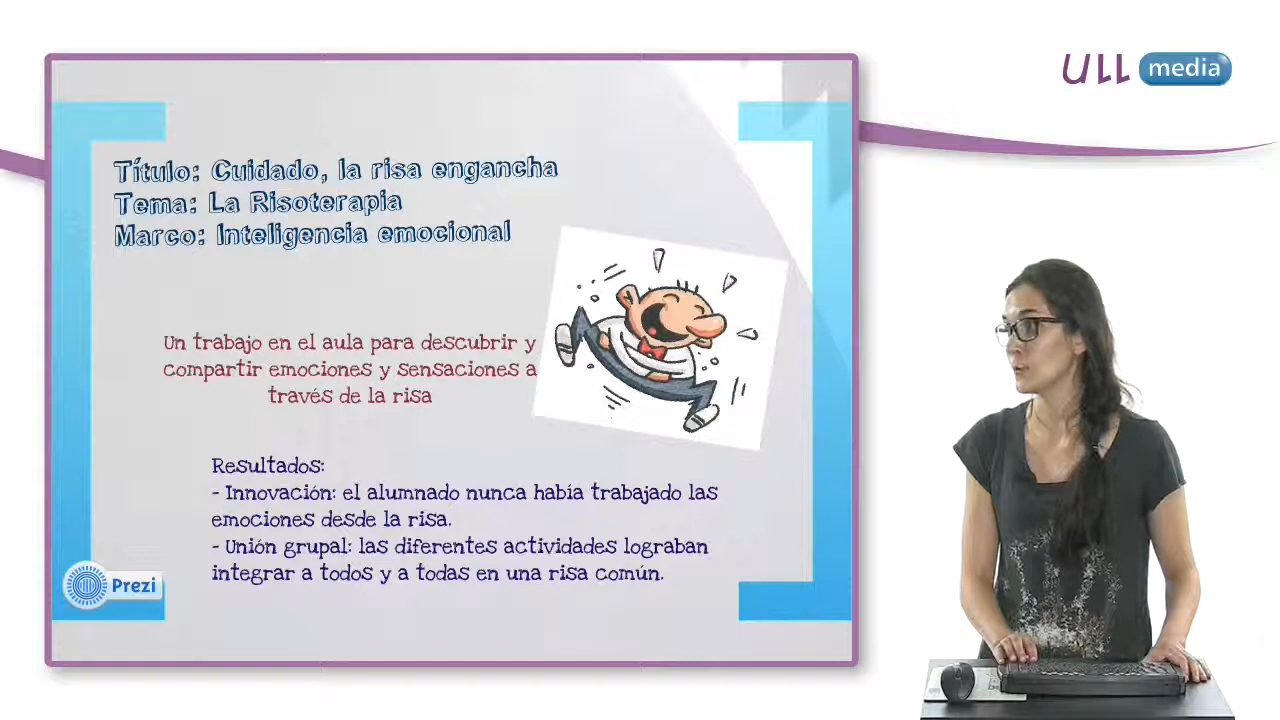 ULL media
Título: Cuidado, la risa engancha
Tema: La Risoterapia
Marco: Inteligencia emocional
Un trabajo en el aula para descubrir y
compartir emociones y sensaciones a
través de la risa
Resultados:
- Innovación: el alumnado nunca había trabajado las
emociones desde la risa.
- Unión grupal: las diferentes actividades lograban
integrar a todos y a todas en una risa común.
Prezi